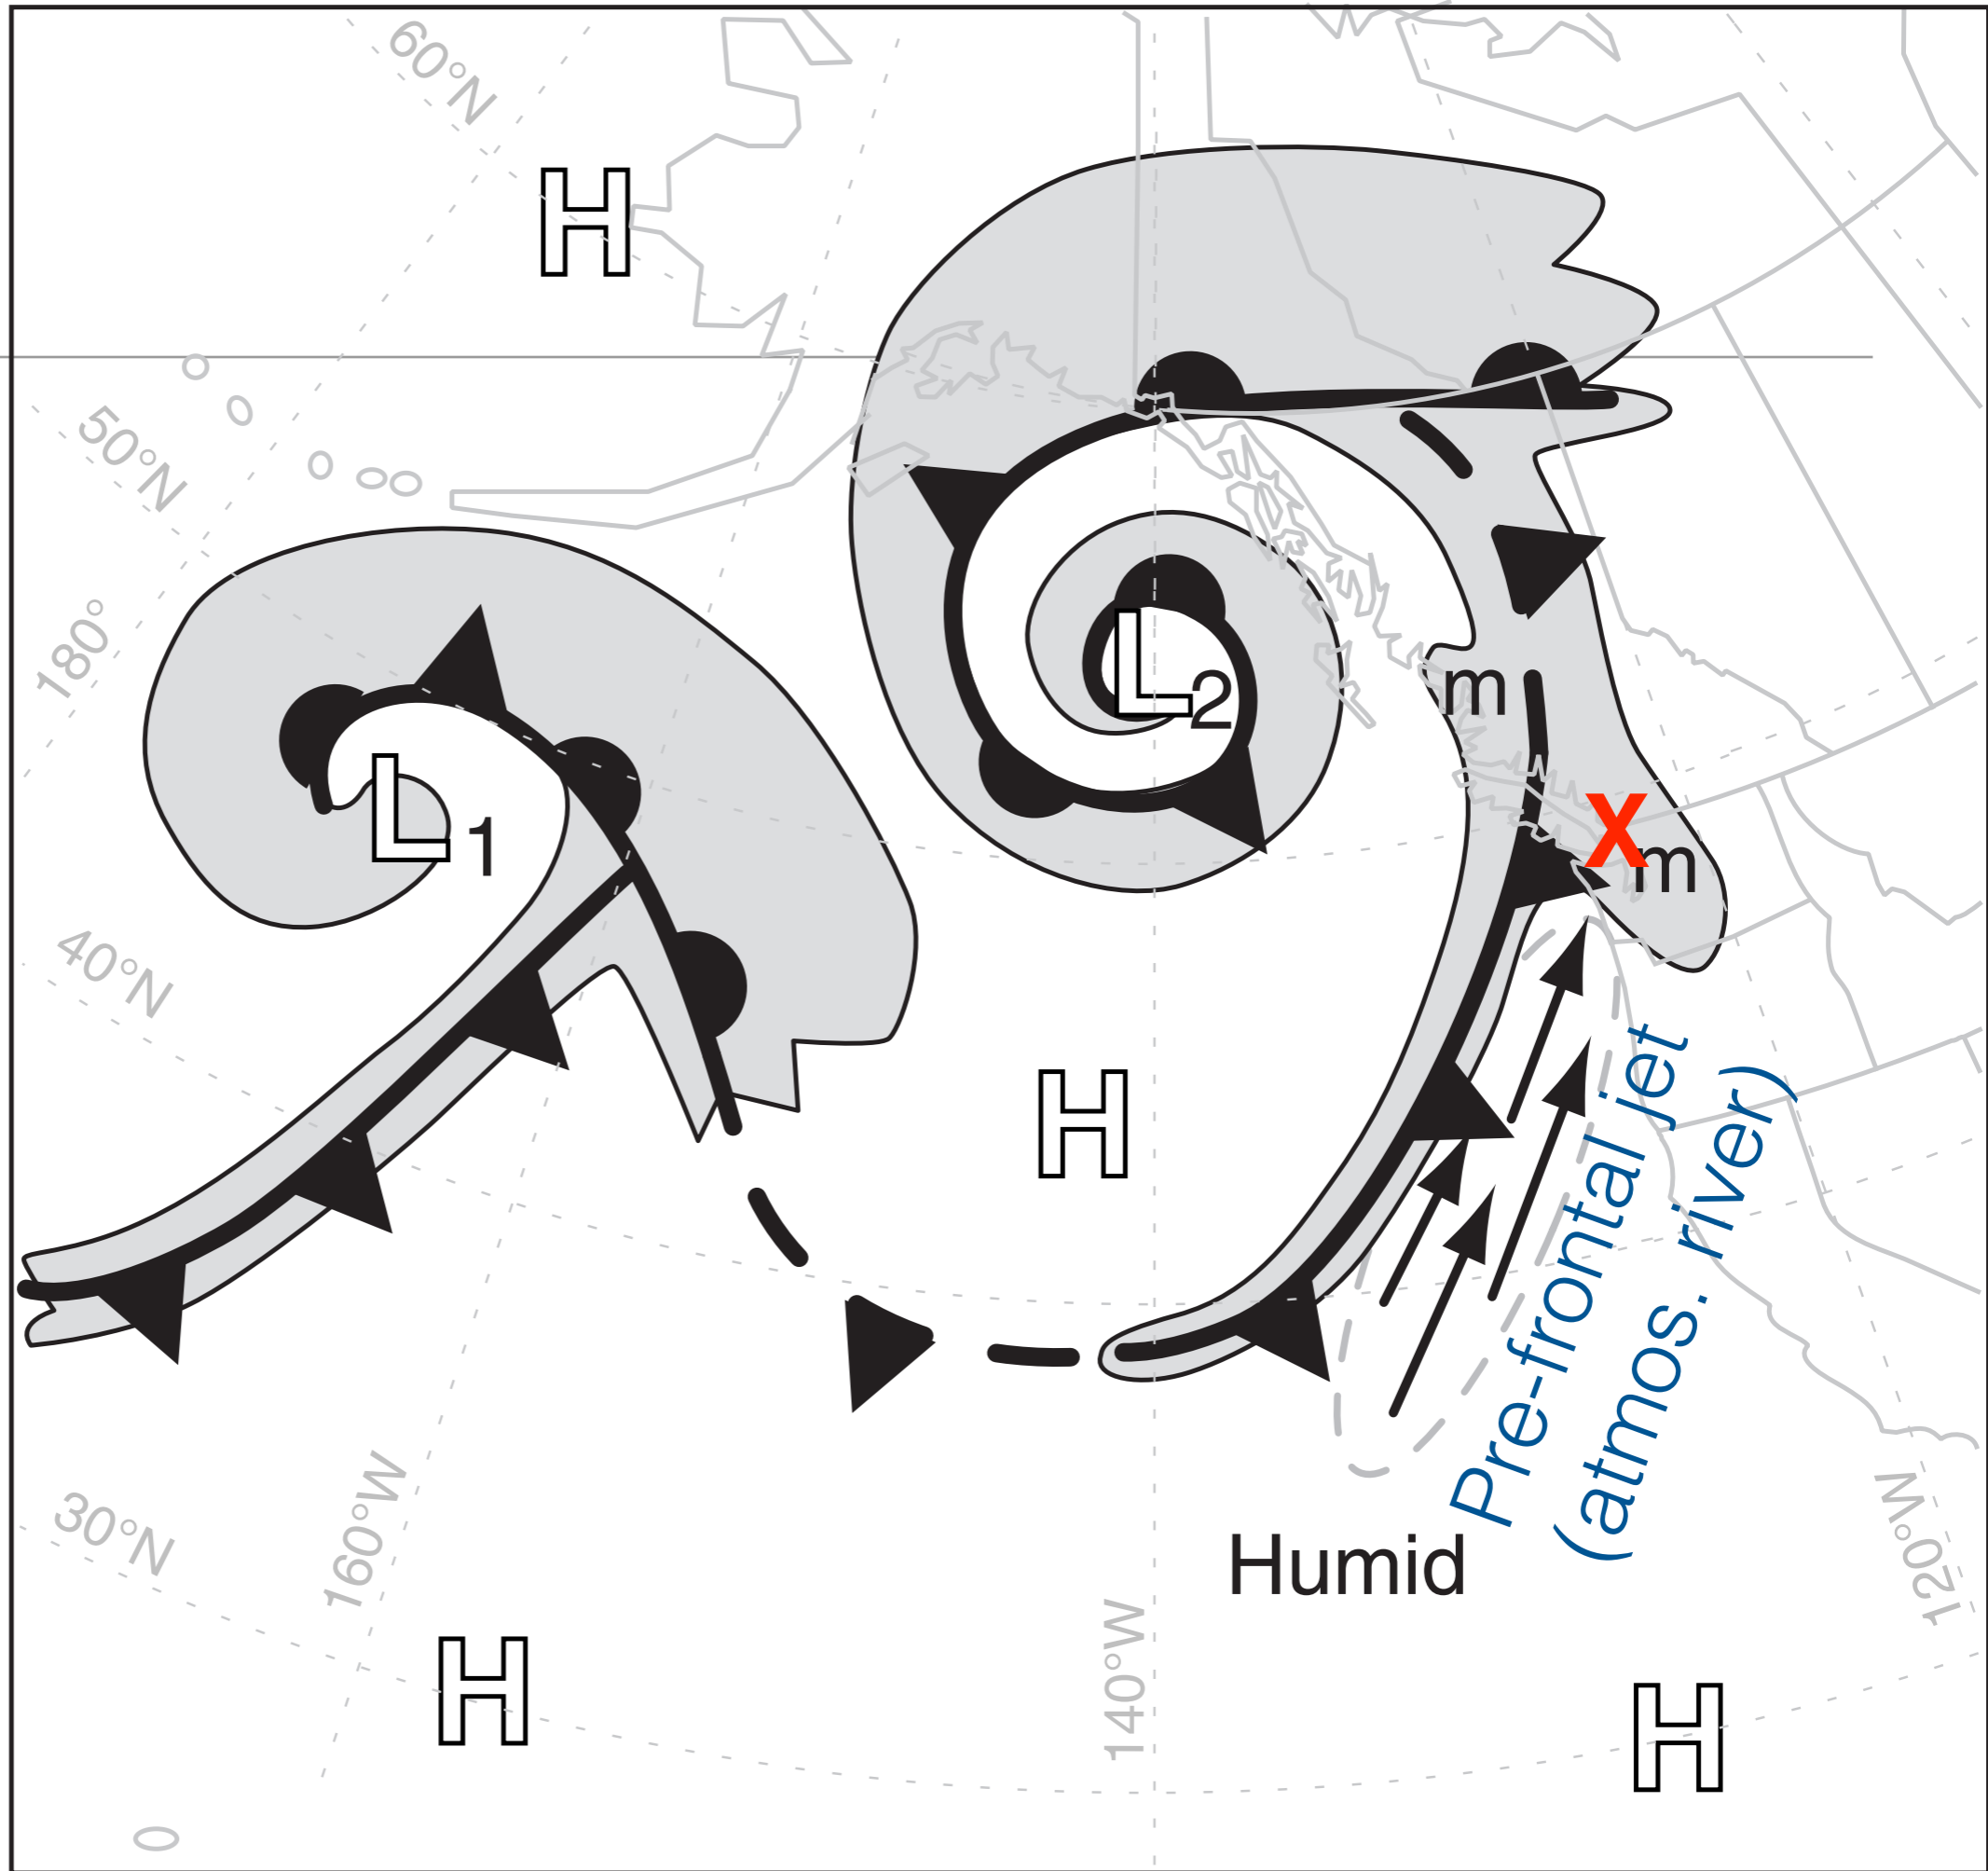 60°N
H
50°N
180°
L2
m
L1
X
m
40°N
H
Pre-frontal jet
(atmos. river)
30°N
160°W
Humid
140°W
120°W
H
H